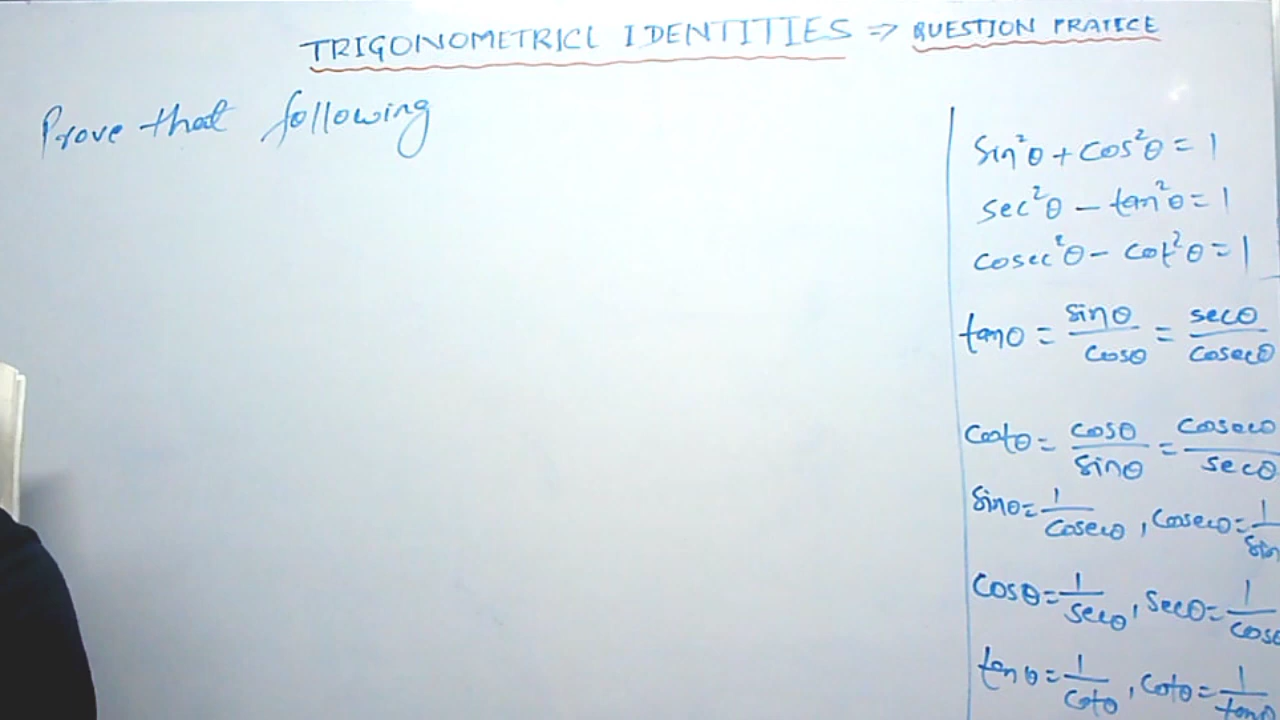 TRIGONOMETRICL IDENTITIES ⇒ QUESTION PRATICE
Prove that following
sin²θ + cos²θ = 1
sec²θ – tan²θ = 1
cosec²θ – cot²θ = 1
tanθ = sinθ/cosθ = secθ/cosecθ
cotθ = cosθ/sinθ = cosecθ/secθ
sinθ = 1/cosecθ , cosecθ = 1/sin
cosθ = 1/secθ , secθ = 1/cosθ
tanθ = 1/cotθ , cotθ = 1/tanθ